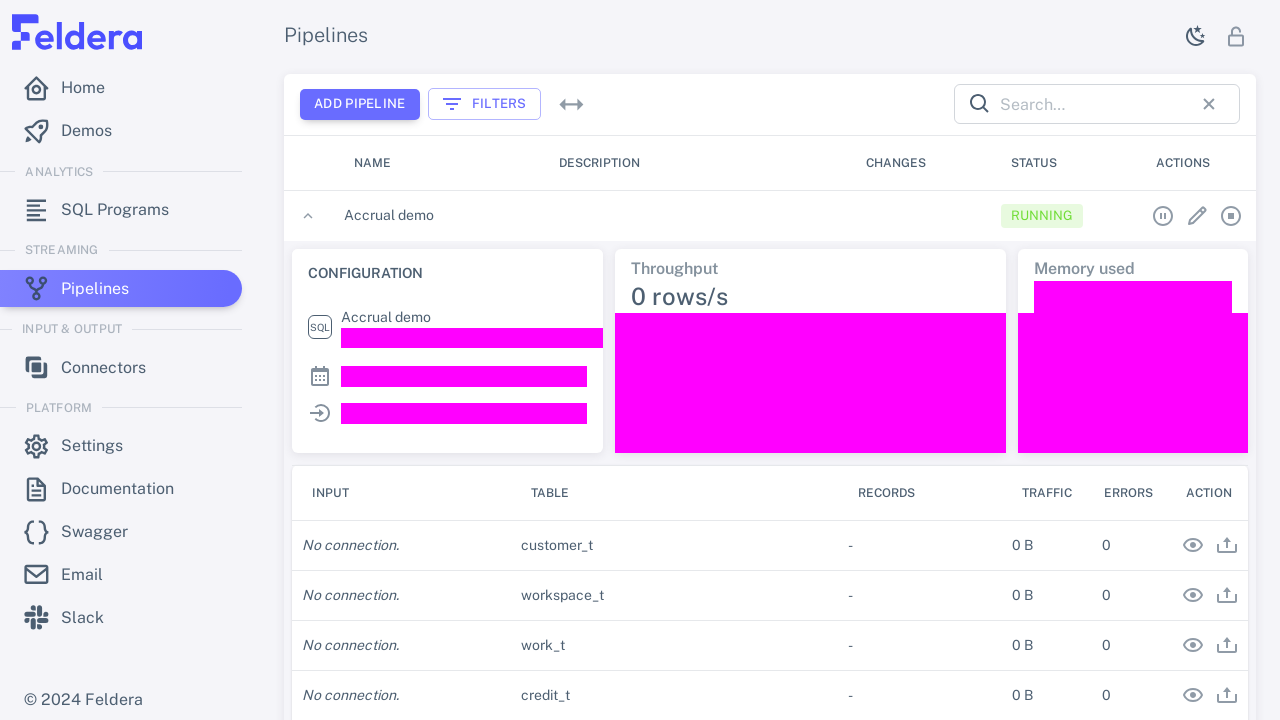 Feldera
Home
Demos
ANALYTICS
SQL Programs
STREAMING
Pipelines
INPUT & OUTPUT
Connectors
PLATFORM
Settings
Documentation
Swagger
Email
Slack
© 2024 Feldera
Pipelines
ADD PIPELINE FILTERS Search...
NAME DESCRIPTION CHANGES STATUS ACTIONS
Accrual demo RUNNING
CONFIGURATION
SQL Accrual demo
Throughput
0 rows/s
Memory used
INPUT TABLE RECORDS TRAFFIC ERRORS ACTION
No connection. customer_t - 0 B 0
No connection. workspace_t - 0 B 0
No connection. work_t - 0 B 0
No connection. credit_t - 0 B 0